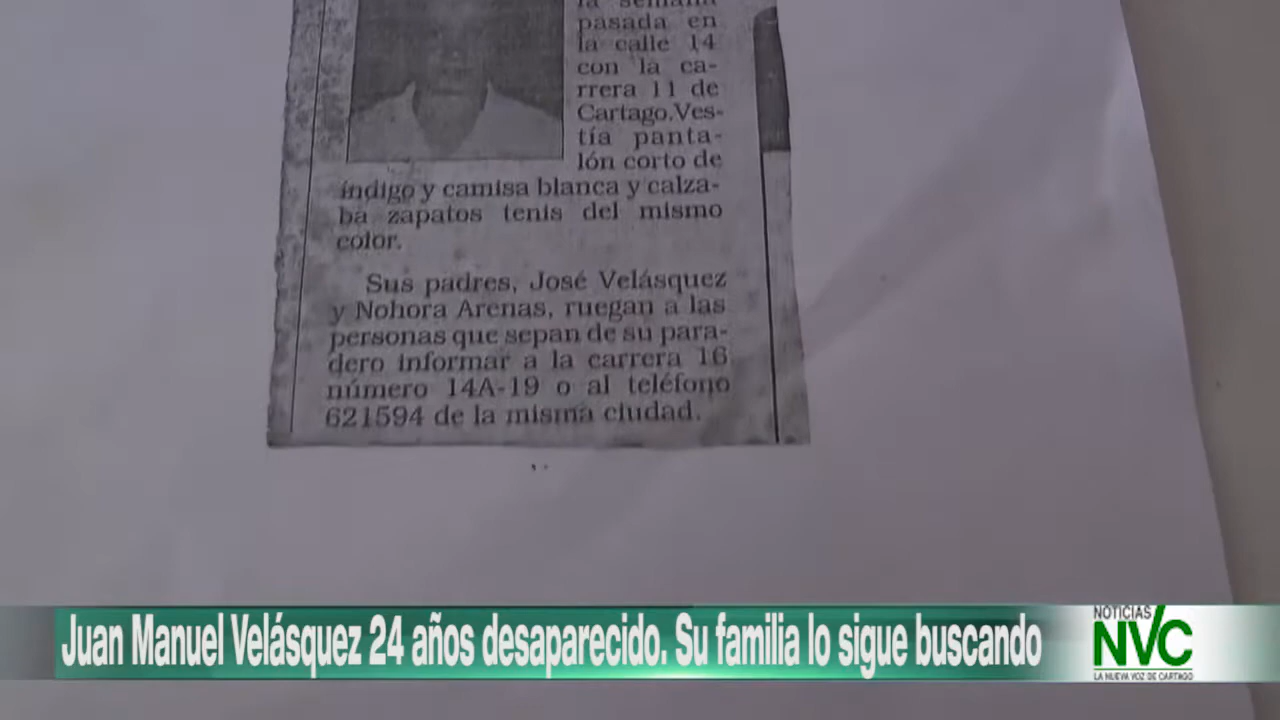 la semana
pasada en
la calle 14
con la ca-
rrera 11 de
Cartago.Ves-
tía panta-
lón corto de
índigo y camisa blanca y calza-
ba zapatos tenis del mismo
color.
Sus padres, José Velásquez
y Nohora Arenas, ruegan a las
personas que sepan de su para-
dero informar a la carrera 16
número 14A-19 o al teléfono
621594 de la misma ciudad.
Juan Manuel Velásquez 24 años desaparecido. Su familia lo sigue buscando
NOTICIAS
NVC
LA NUEVA VOZ DE CARTAGO